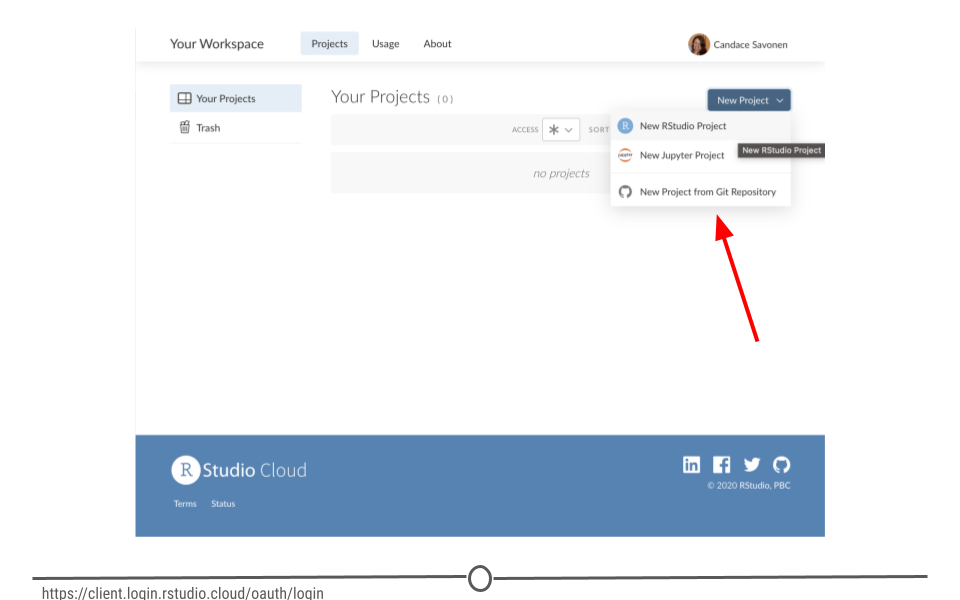 Your Workspace Projects Usage About Candace Savonen
Your Projects
Trash
Your Projects (0)
New Project
ACCESS SORT
no projects
R New RStudio Project
jupyter New Jupyter Project
New RStudio Project
New Project from Git Repository
R Studio Cloud
Terms Status
in
© 2020 RStudio, PBC
https://client.login.rstudio.cloud/oauth/login